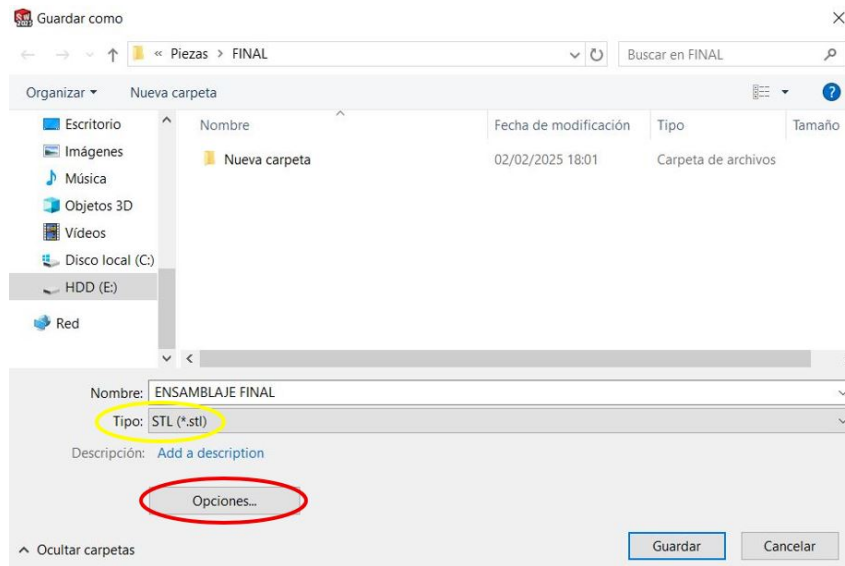 SW 2021 Guardar como
« Piezas > FINAL
Buscar en FINAL
Organizar Nueva carpeta
Nombre Fecha de modificación Tipo Tamaño
Escritorio
Nueva carpeta 02/02/2025 18:01 Carpeta de archivos
Imágenes
Música
Objetos 3D
Vídeos
Disco local (C:)
HDD (E:)
Red
Nombre: ENSAMBLAJE FINAL
Tipo: STL (*.stl)
Descripción: Add a description
Opciones...
Ocultar carpetas Guardar Cancelar